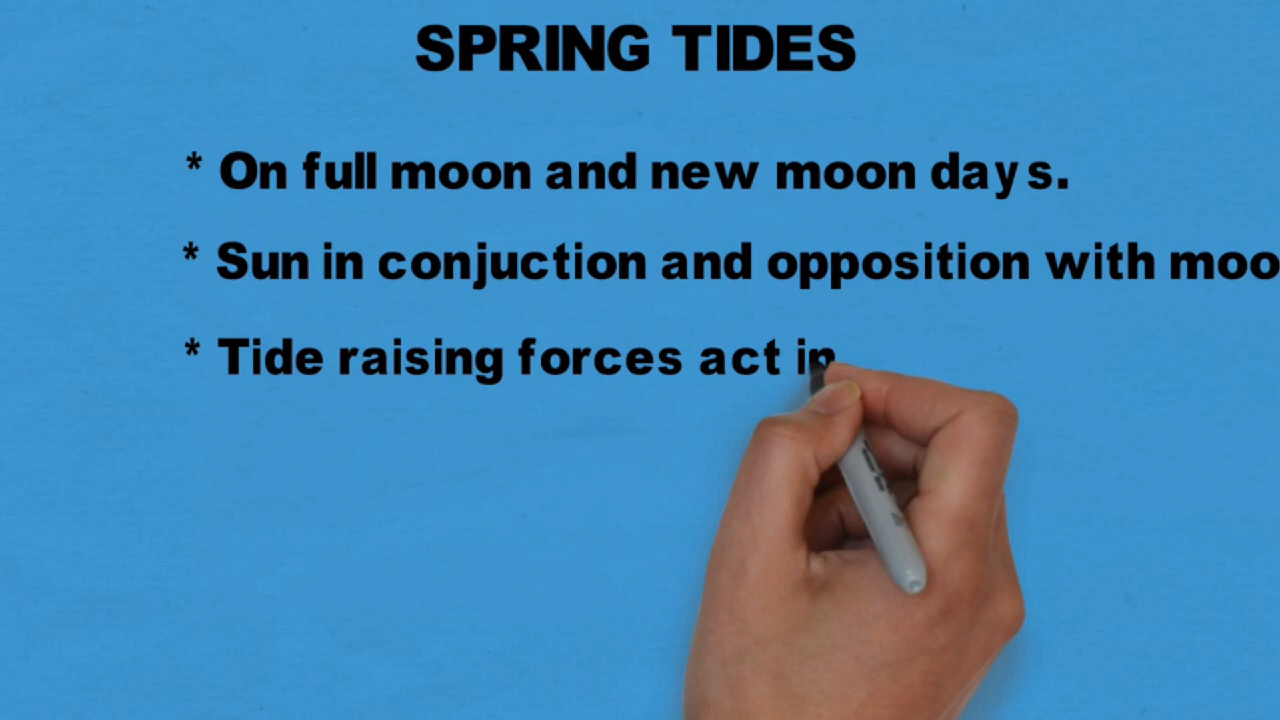 SPRING TIDES
* On full moon and new moon days.
* Sun in conjuction and opposition with moo
* Tide raising forces act in